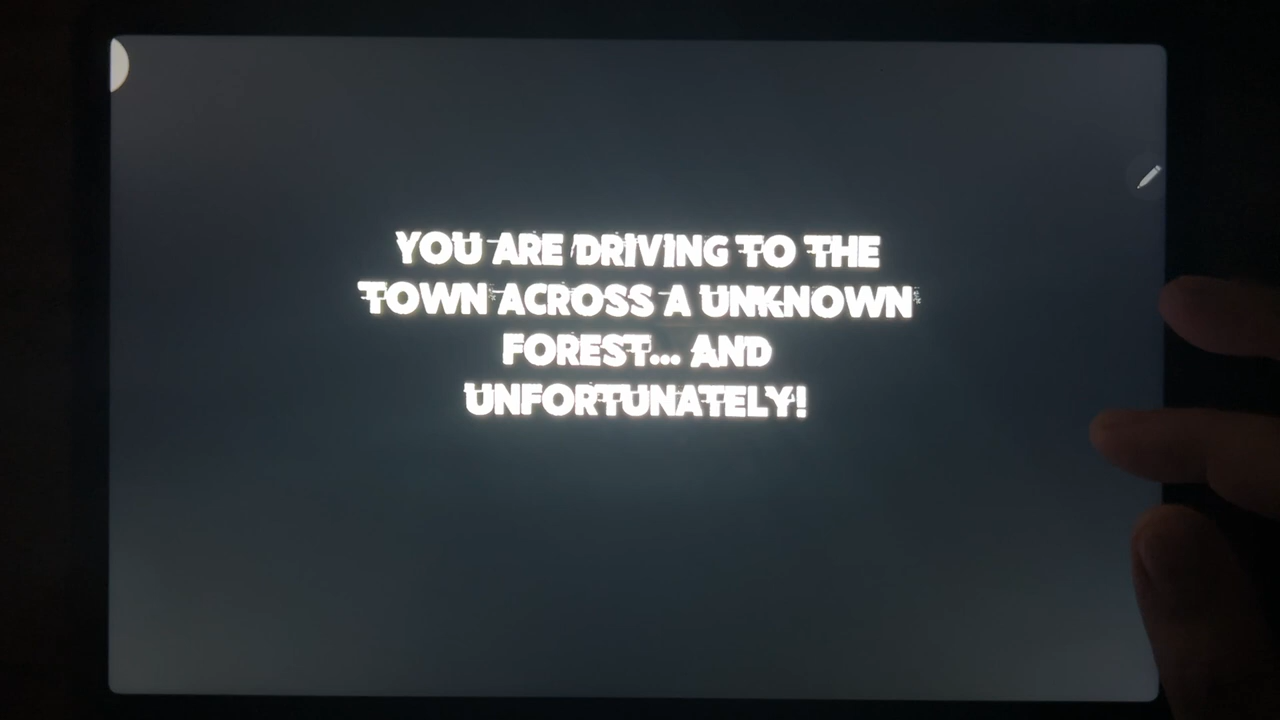 YOU ARE DRIVING TO THE
TOWN ACROSS A UNKNOWN
FOREST... AND
UNFORTUNATELY!